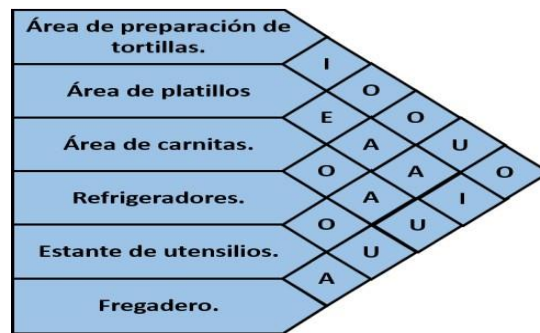 Área de preparación de
tortillas.
I
O
Área de platillos
E
O
A
U
Área de carnitas.
O
A
O
A
I
Refrigeradores.
O
U
U
Estante de utensilios.
A
Fregadero.